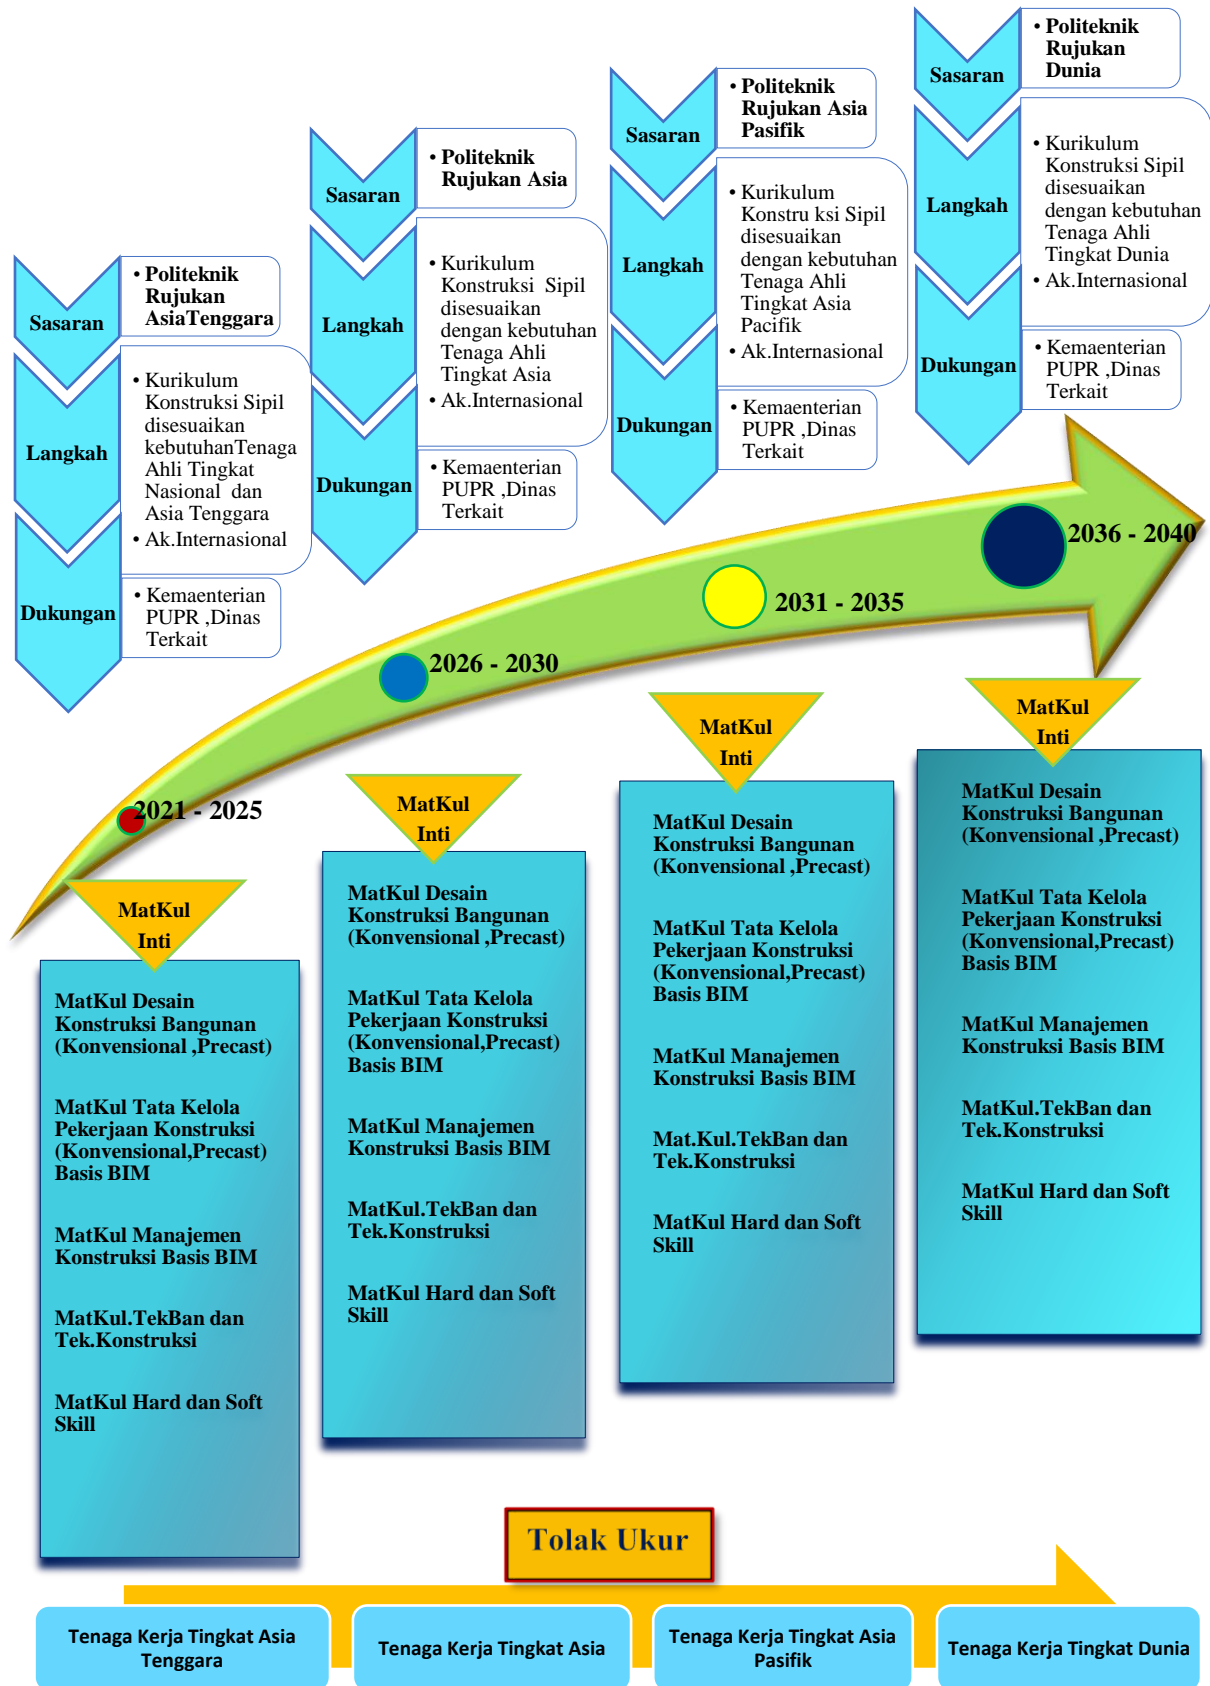 Sasaran
• Politeknik
Rujukan
AsiaTenggara
Langkah
• Kurikulum
Konstruksi Sipil
disesuaikan
kebutuhanTenaga
Ahli Tingkat
Nasional dan
Asia Tenggara
• Ak.Internasional
Dukungan
• Kemaenterian
PUPR ,Dinas
Terkait
Sasaran
• Politeknik
Rujukan Asia
Langkah
• Kurikulum
Konstruksi Sipil
disesuaikan
dengan kebutuhan
Tenaga Ahli
Tingkat Asia
• Ak.Internasional
Dukungan
• Kemaenterian
PUPR ,Dinas
Terkait
Sasaran
• Politeknik
Rujukan Asia
Pasifik
Langkah
• Kurikulum
Konstru ksi Sipil
disesuaikan
dengan kebutuhan
Tenaga Ahli
Tingkat Asia
Pacifik
• Ak.Internasional
Dukungan
• Kemaenterian
PUPR ,Dinas
Terkait
Sasaran
• Politeknik
Rujukan
Dunia
Langkah
• Kurikulum
Konstruksi Sipil
disesuaikan
dengan kebutuhan
Tenaga Ahli
Tingkat Dunia
• Ak.Internasional
Dukungan
• Kemaenterian
PUPR ,Dinas
Terkait
2021 - 2025
2026 - 2030
2031 - 2035
2036 - 2040
MatKul
Inti
MatKul Desain
Konstruksi Bangunan
(Konvensional ,Precast)
MatKul Tata Kelola
Pekerjaan Konstruksi
(Konvensional,Precast)
Basis BIM
MatKul Manajemen
Konstruksi Basis BIM
MatKul.TekBan dan
Tek.Konstruksi
MatKul Hard dan Soft
Skill
MatKul
Inti
MatKul Desain
Konstruksi Bangunan
(Konvensional ,Precast)
MatKul Tata Kelola
Pekerjaan Konstruksi
(Konvensional,Precast)
Basis BIM
MatKul Manajemen
Konstruksi Basis BIM
MatKul.TekBan dan
Tek.Konstruksi
MatKul Hard dan Soft
Skill
MatKul
Inti
MatKul Desain
Konstruksi Bangunan
(Konvensional ,Precast)
MatKul Tata Kelola
Pekerjaan Konstruksi
(Konvensional,Precast)
Basis BIM
MatKul Manajemen
Konstruksi Basis BIM
Mat.Kul.TekBan dan
Tek.Konstruksi
MatKul Hard dan Soft
Skill
MatKul
Inti
MatKul Desain
Konstruksi Bangunan
(Konvensional ,Precast)
MatKul Tata Kelola
Pekerjaan Konstruksi
(Konvensional,Precast)
Basis BIM
MatKul Manajemen
Konstruksi Basis BIM
MatKul.TekBan dan
Tek.Konstruksi
MatKul Hard dan Soft
Skill
Tolak Ukur
Tenaga Kerja Tingkat Asia
Tenggara
Tenaga Kerja Tingkat Asia
Tenaga Kerja Tingkat Asia
Pasifik
Tenaga Kerja Tingkat Dunia